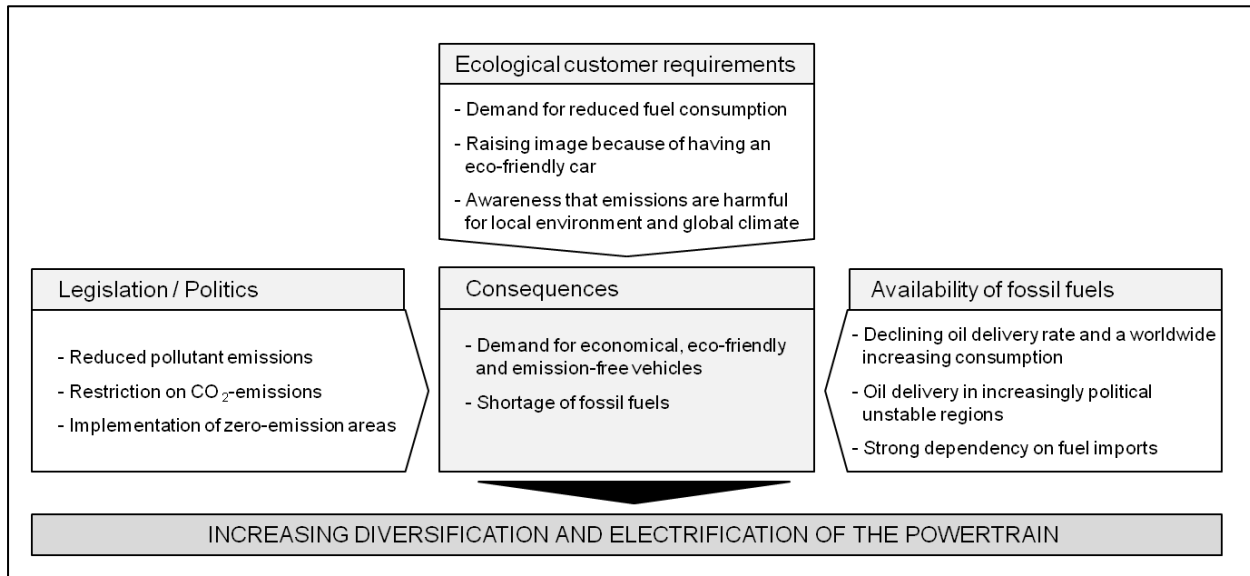 Ecological customer requirements
- Demand for reduced fuel consumption
- Raising image because of having an
eco-friendly car
- Awareness that emissions are harmful
for local environment and global climate
Legislation / Politics
- Reduced pollutant emissions
- Restriction on CO₂-emissions
- Implementation of zero-emission areas
Consequences
- Demand for economical, eco-friendly
and emission-free vehicles
- Shortage of fossil fuels
Availability of fossil fuels
- Declining oil delivery rate and a worldwide
increasing consumption
- Oil delivery in increasingly political
unstable regions
- Strong dependency on fuel imports
INCREASING DIVERSIFICATION AND ELECTRIFICATION OF THE POWERTRAIN